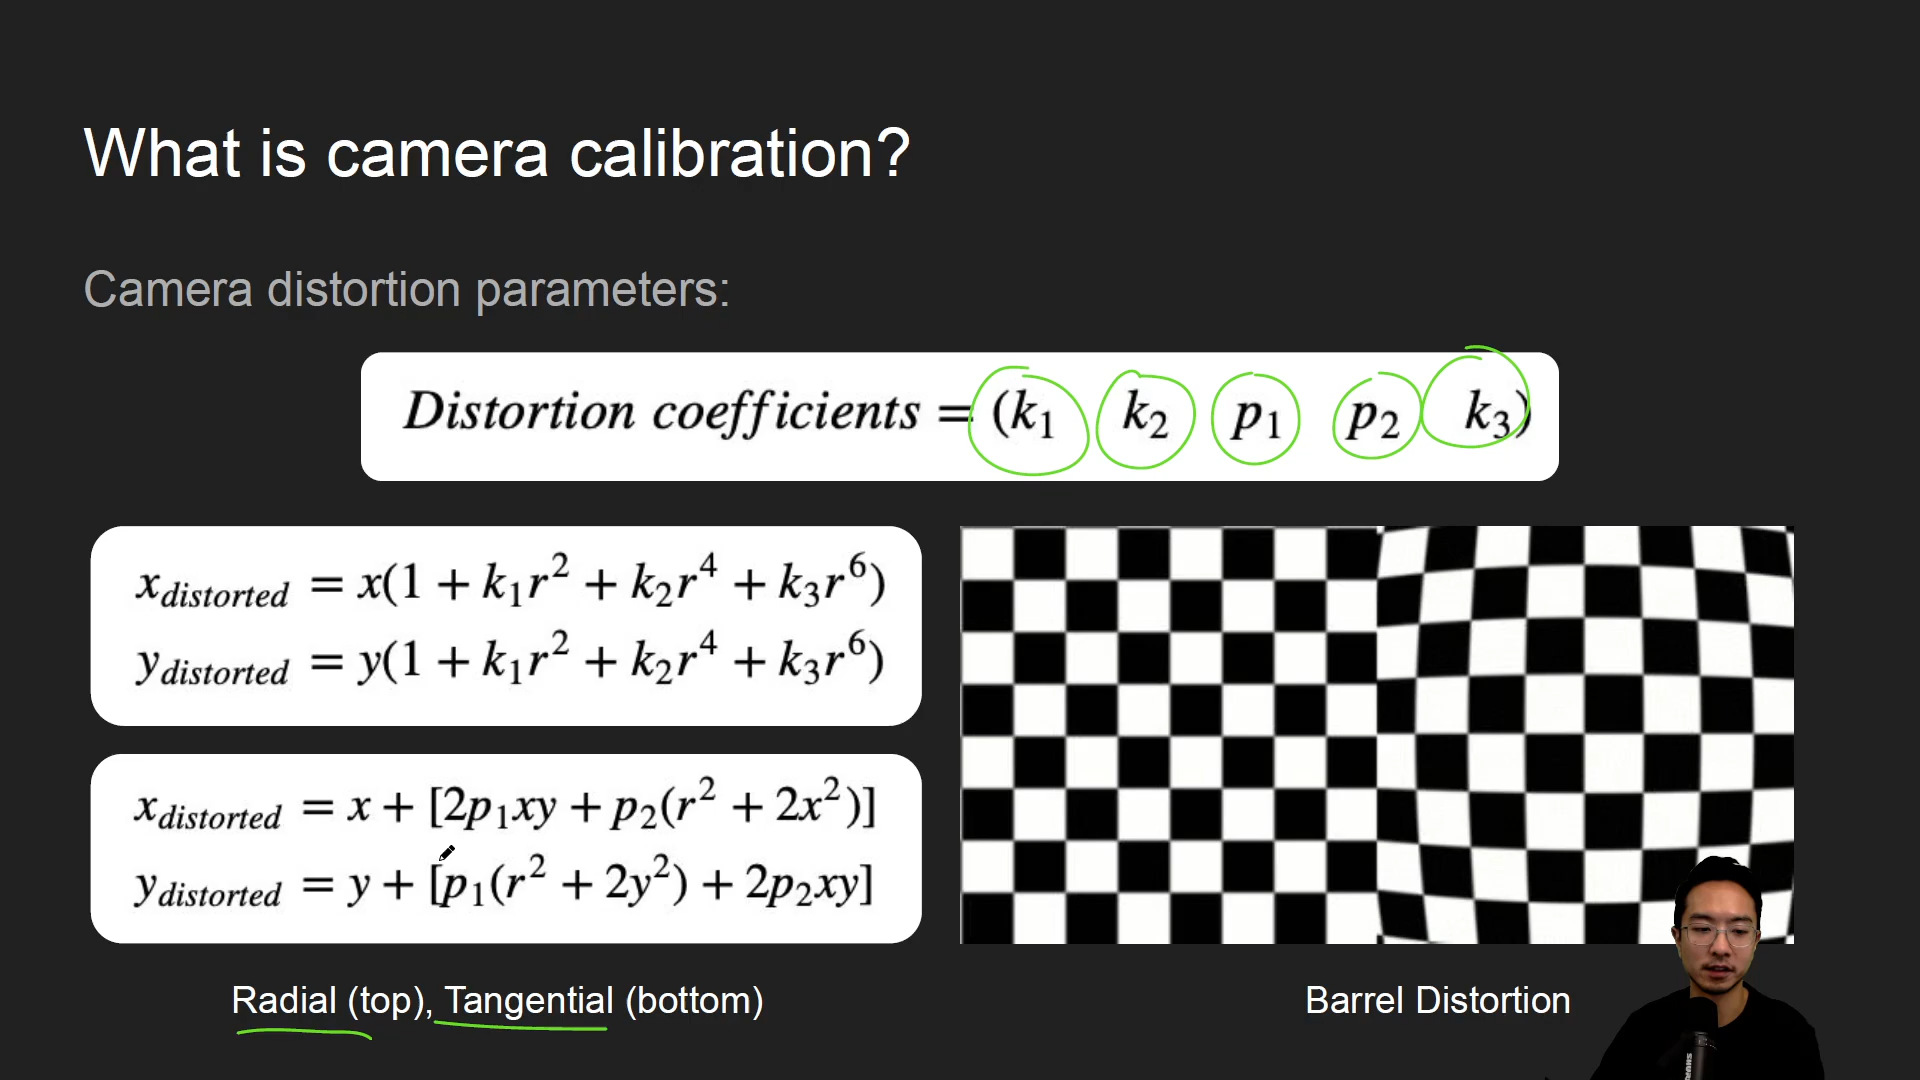 What is camera calibration?
Camera distortion parameters:
Distortion coefficients = (k₁ k₂ p₁ p₂ k₃)
x_distorted = x(1 + k₁r² + k₂r⁴ + k₃r⁶)
y_distorted = y(1 + k₁r² + k₂r⁴ + k₃r⁶)
x_distorted = x + [2p₁xy + p₂(r² + 2x²)]
y_distorted = y + [p₁(r² + 2y²) + 2p₂xy]
Radial (top), Tangential (bottom)
Barrel Distortion